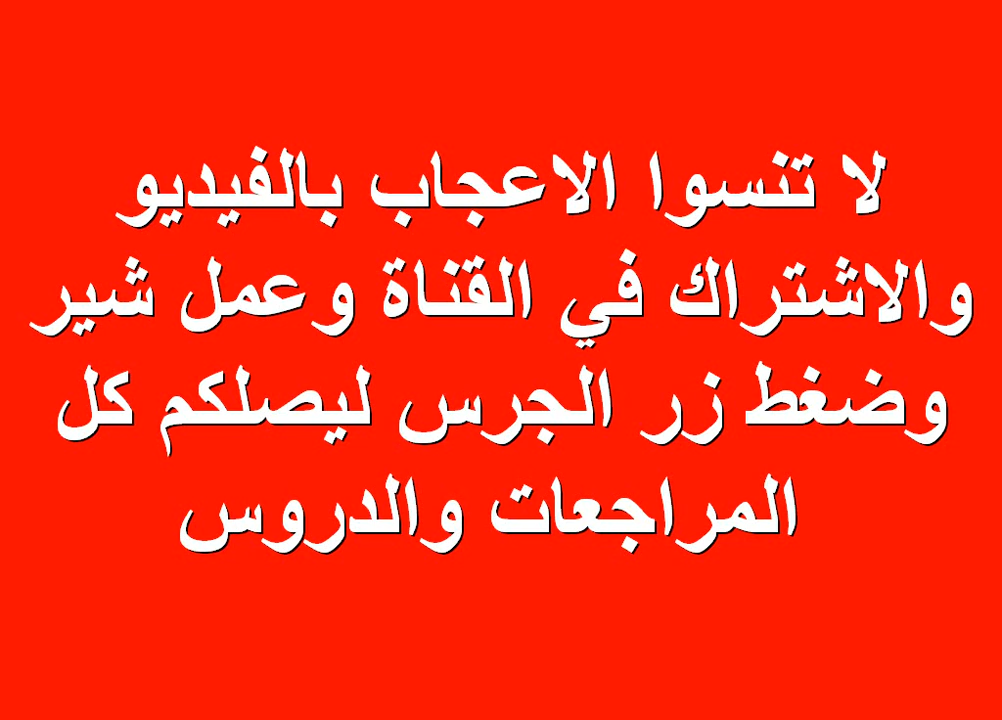 لا تنسوا الاعجاب بالفيديو
والاشتراك في القناة وعمل شير
وضغط زر الجرس ليصلكم كل
المراجعات والدروس